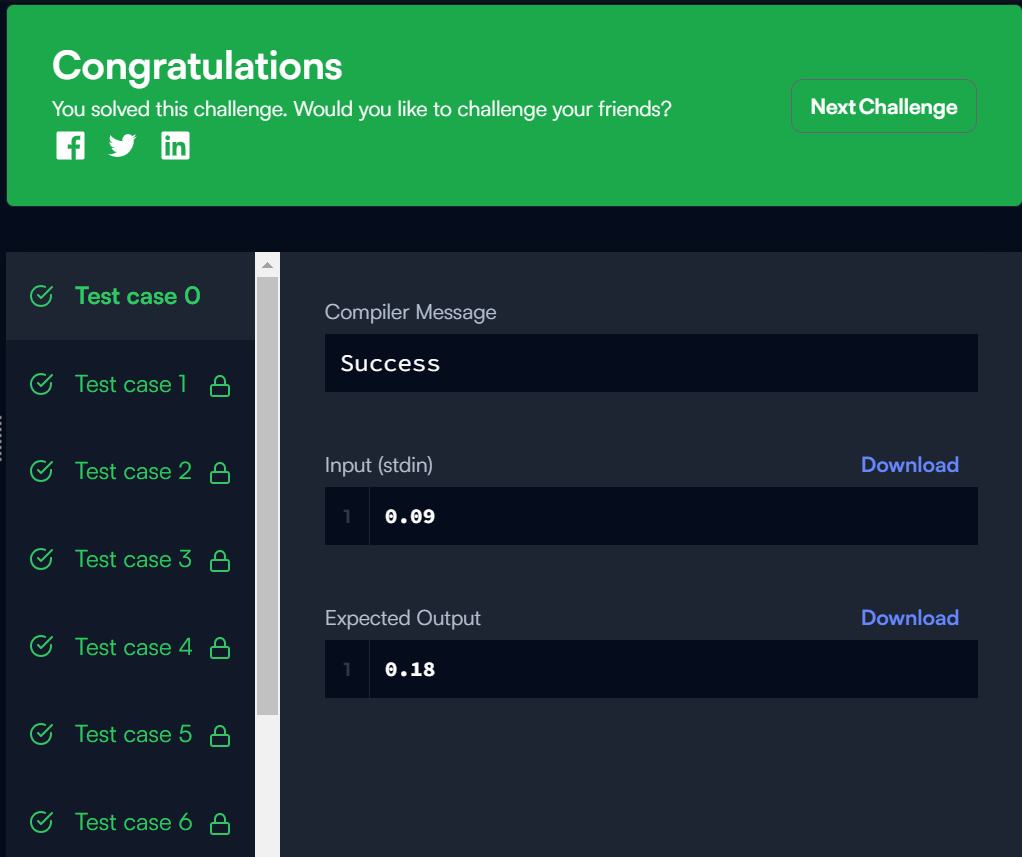 Congratulations
You solved this challenge. Would you like to challenge your friends?
Next Challenge
Test case 0
Test case 1
Test case 2
Test case 3
Test case 4
Test case 5
Test case 6
Compiler Message
Success
Input (stdin)
Download
1 0.09
Expected Output
Download
1 0.18